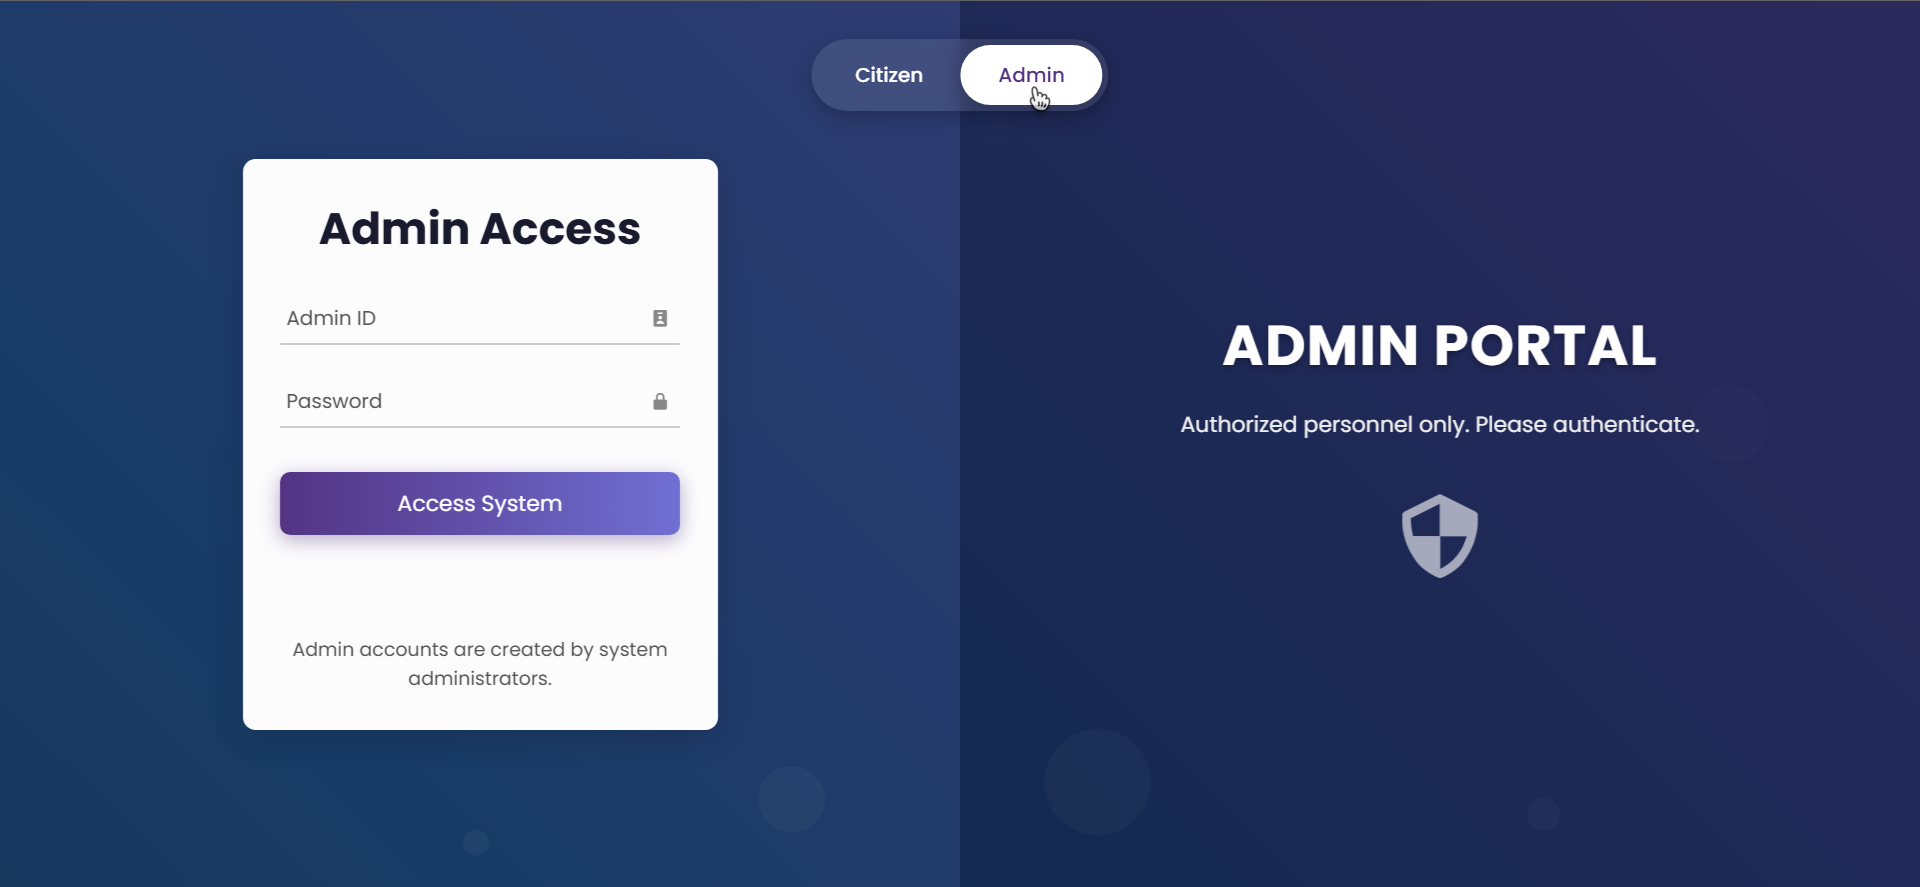 Citizen
Admin
Admin Access
Admin ID
Password
Access System
Admin accounts are created by system
administrators.
ADMIN PORTAL
Authorized personnel only. Please authenticate.